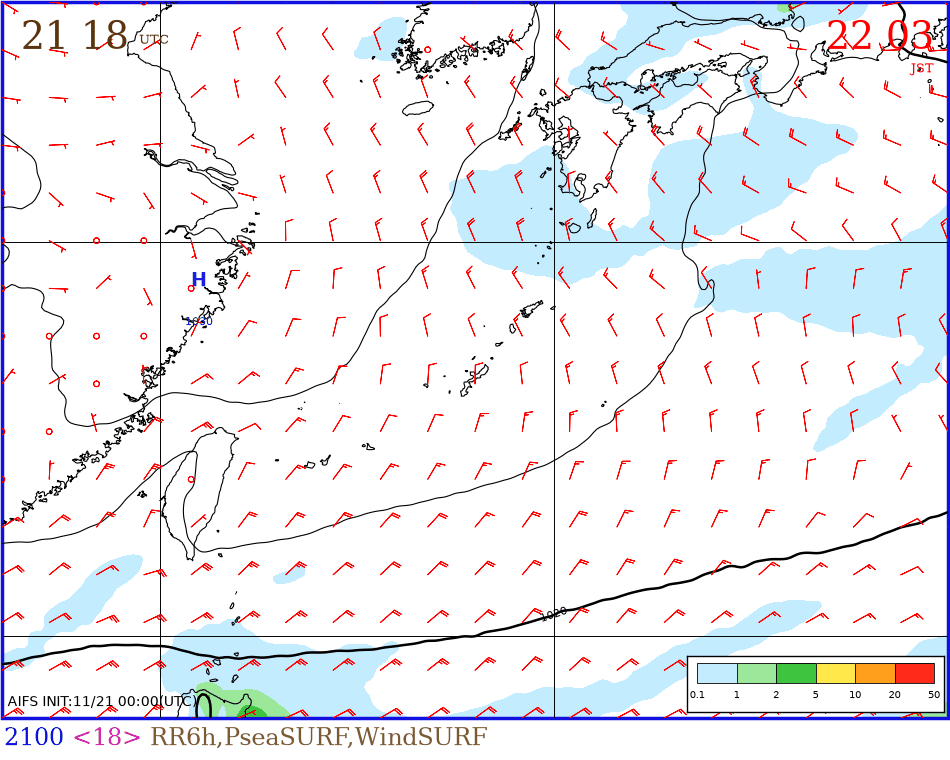 21 18 UTC
22 03
JST
H
1030
1020
0.1 1 2 5 10 20 50
AIFS INIT:11/21 00:00(UTC)
2100 <18> RR6h,PseaSURF,WindSURF